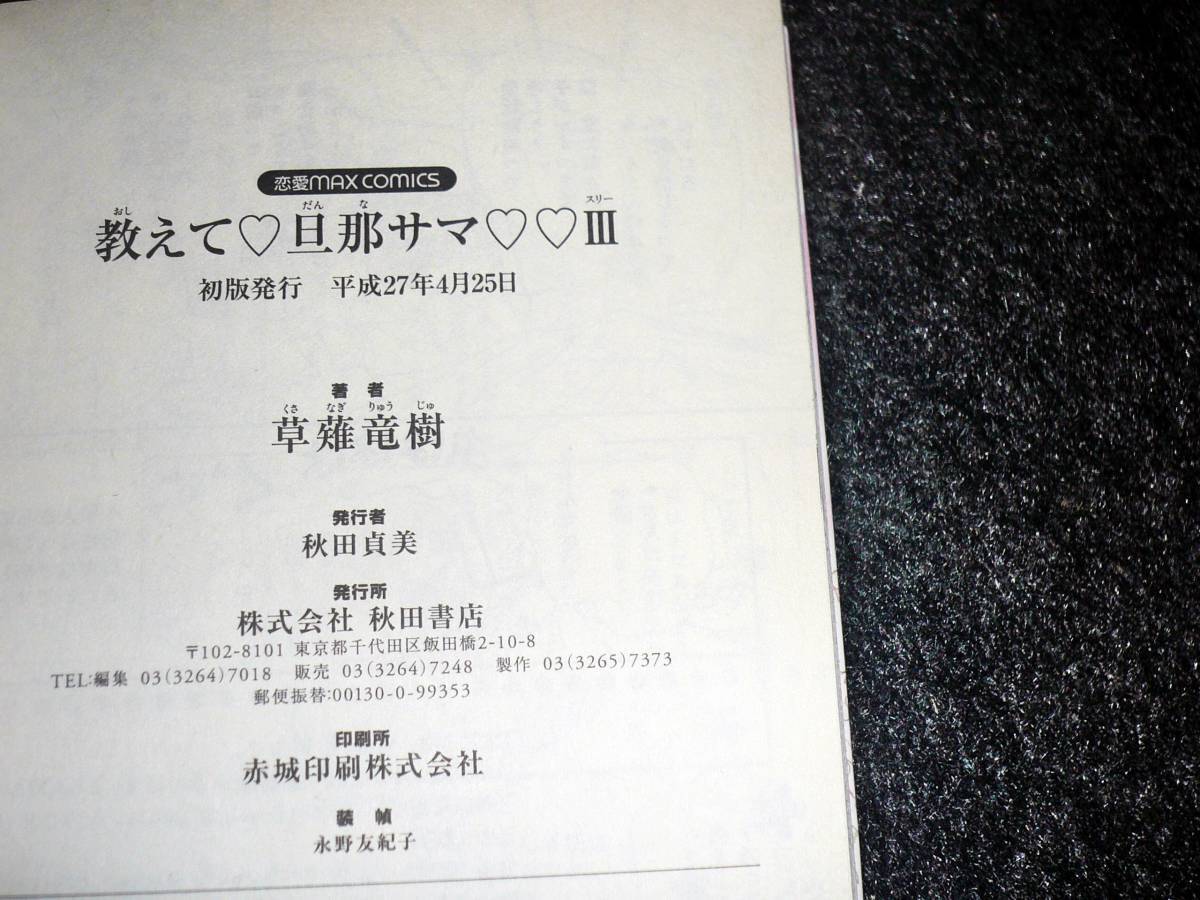 恋愛MAX COMICS
教えて♡旦那サマ♡♡Ⅲ
おし だん な スリー
初版発行 平成27年4月25日
著 者
くさ なぎ りゅう じゅ
草薙竜樹
発行者
秋田貞美
発行所
株式会社 秋田書店
〒102-8101 東京都千代田区飯田橋2-10-8
TEL:編集 03(3264)7018 販売 03(3264)7248 製作 03(3265)7373
郵便振替:00130-0-99353
印刷所
赤城印刷株式会社
装 幀
永野友紀子